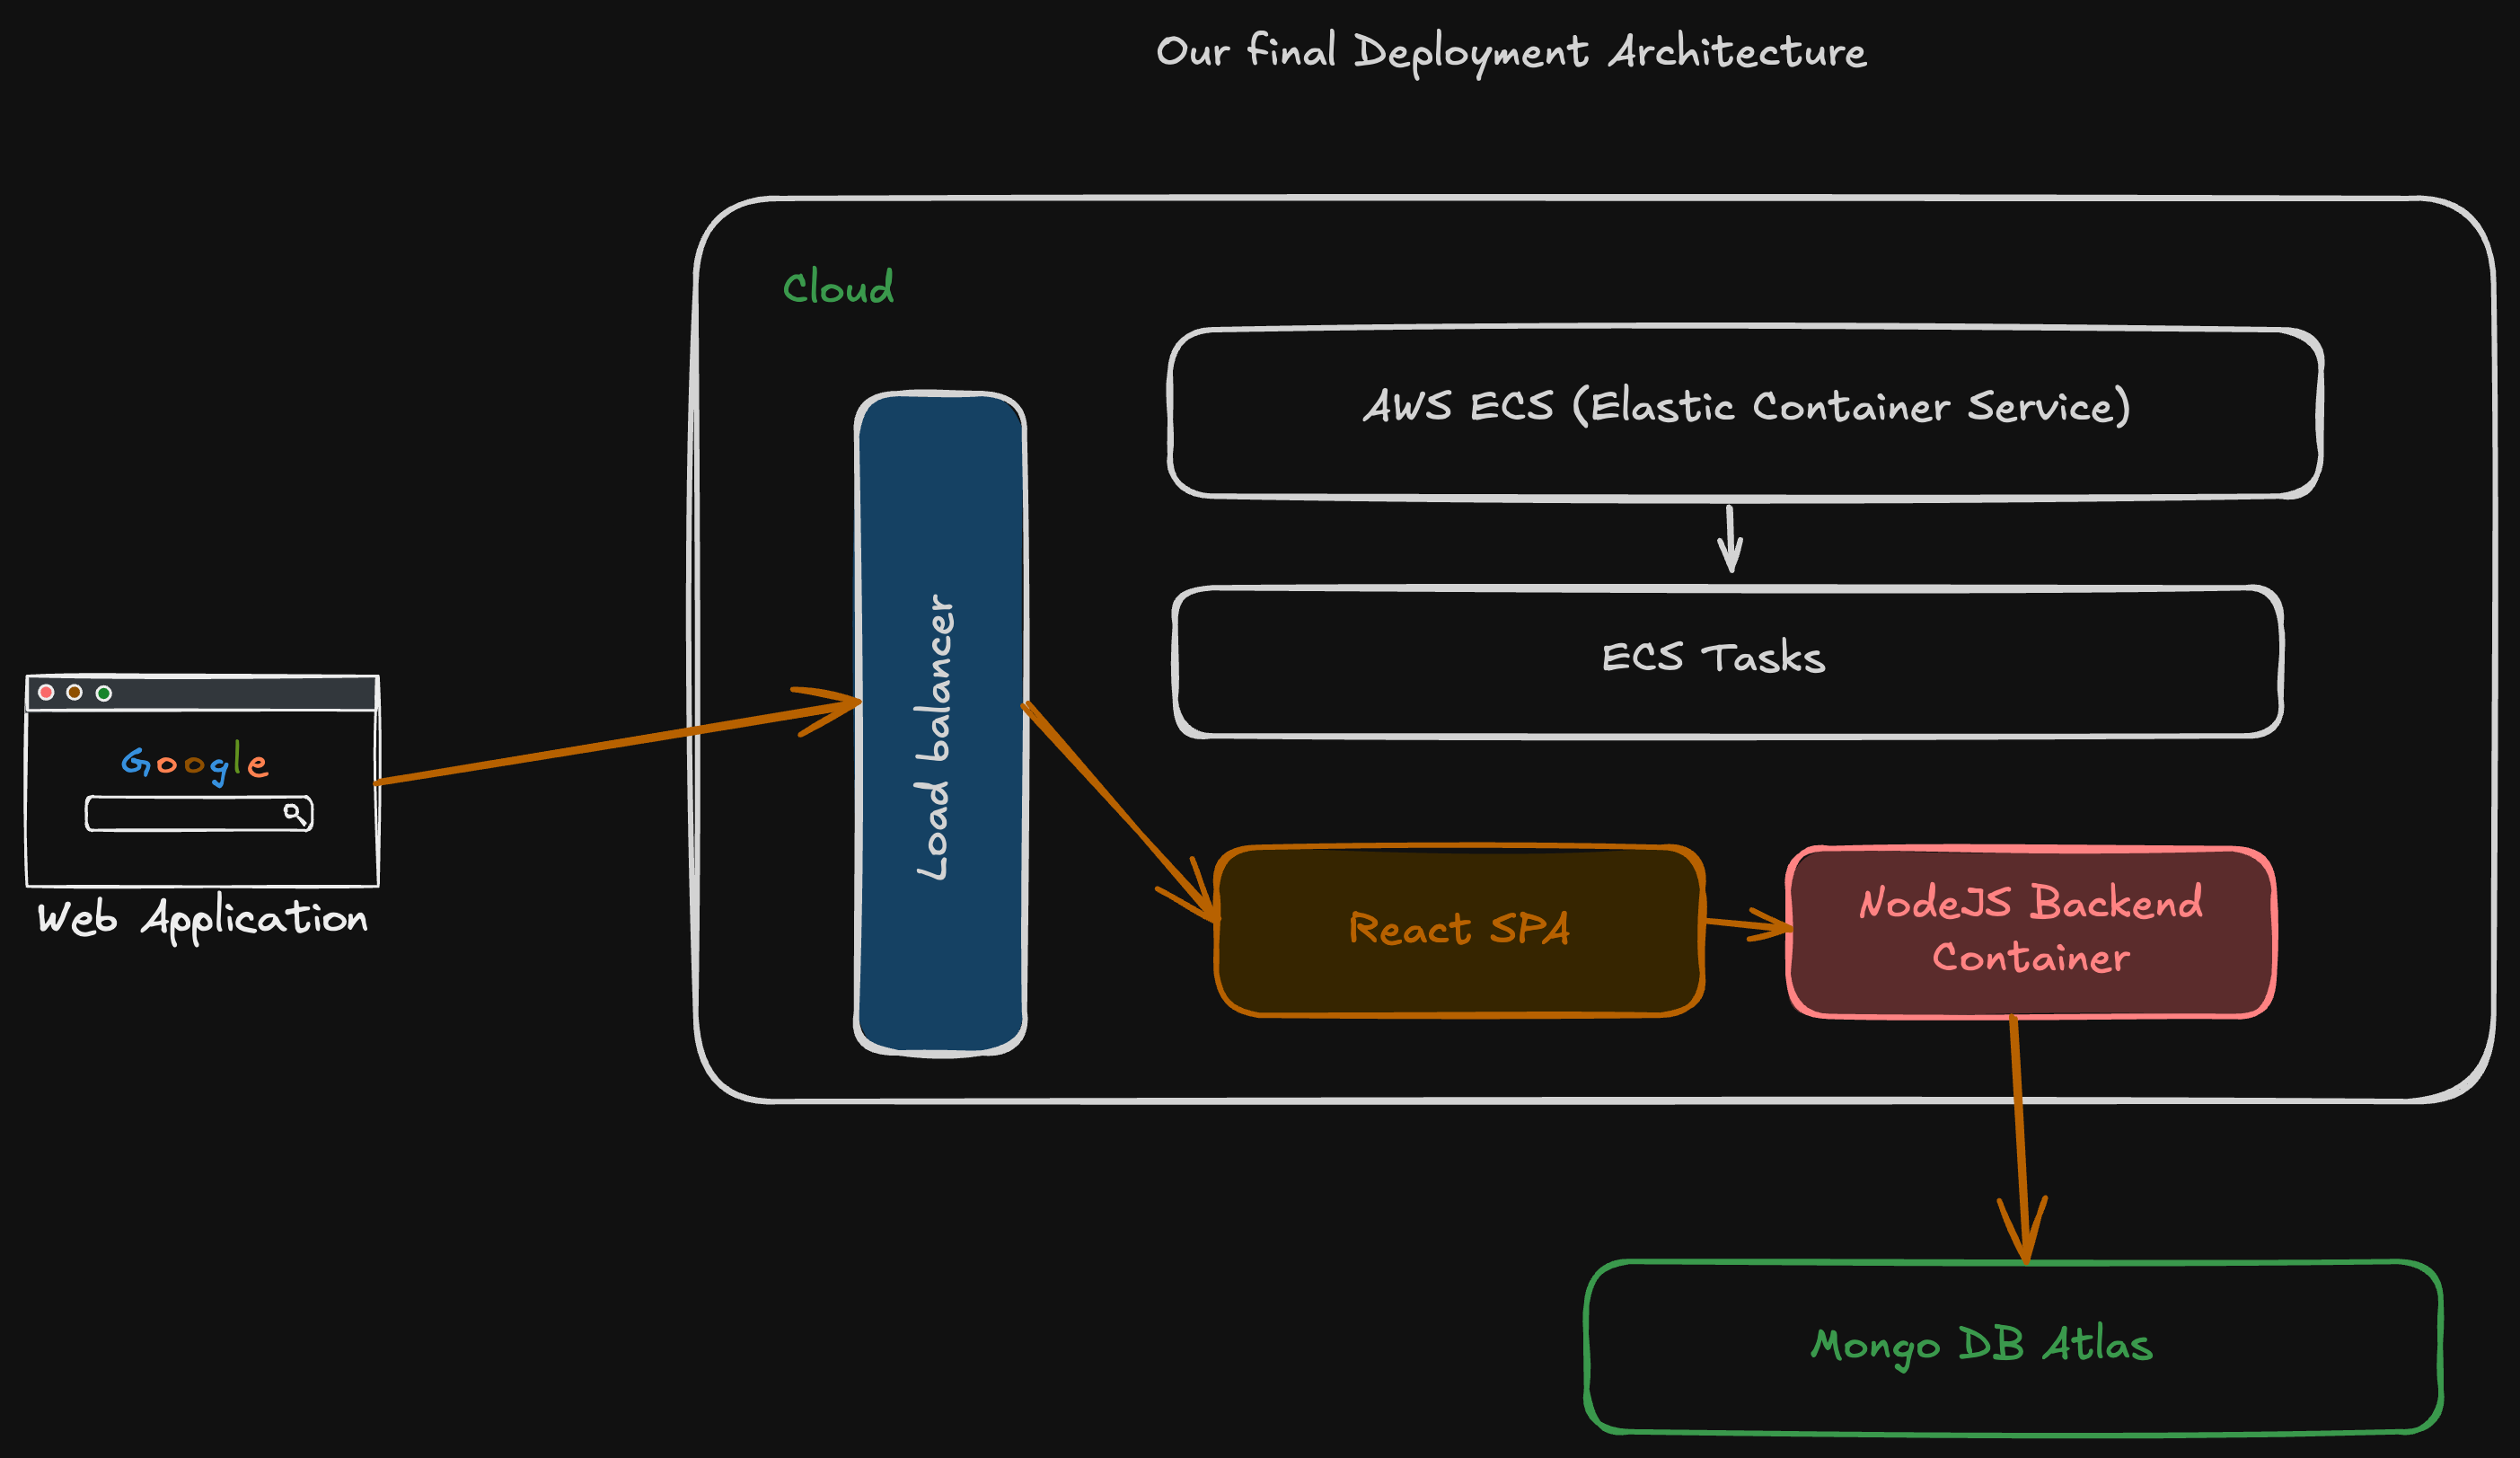 Our final Deployment Architecture
Cloud
AWS ECS (Elastic Container Service)
Load balancer
ECS Tasks
Google
Web Application
React SPA
NodeJS Backend
Container
Mongo DB Atlas